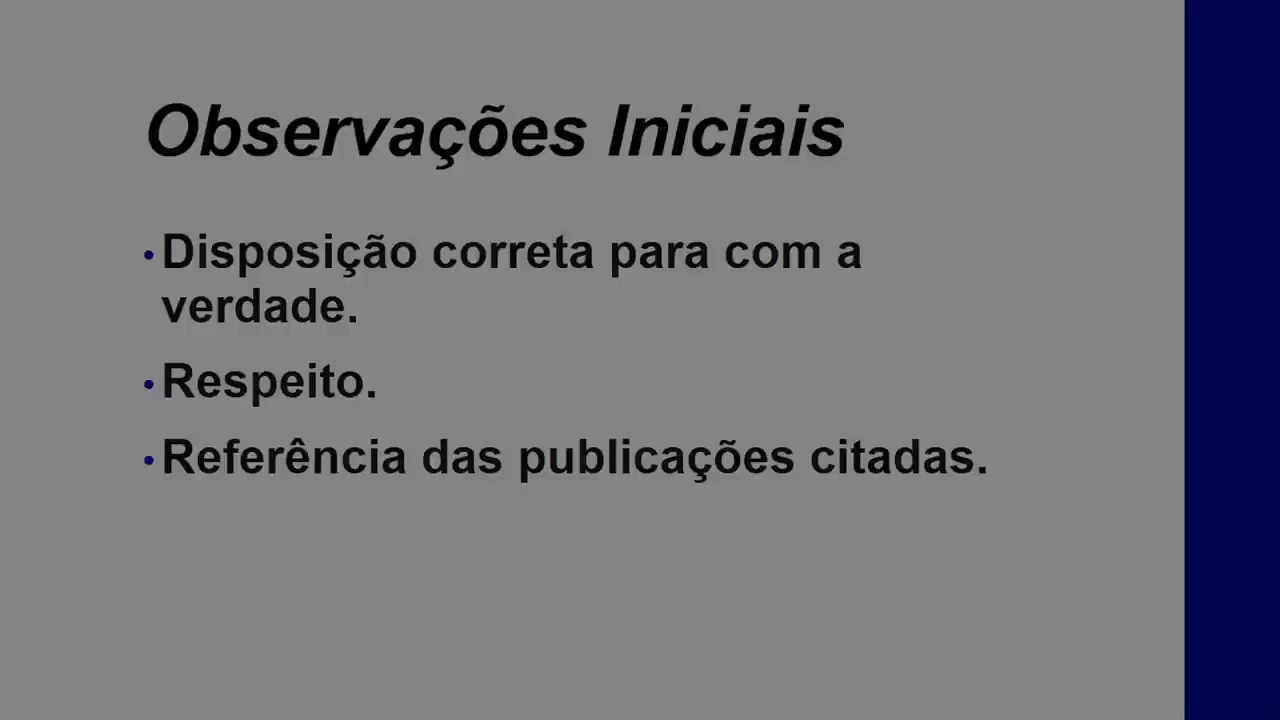 Observações Iniciais
• Disposição correta para com a
verdade.
• Respeito.
• Referência das publicações citadas.